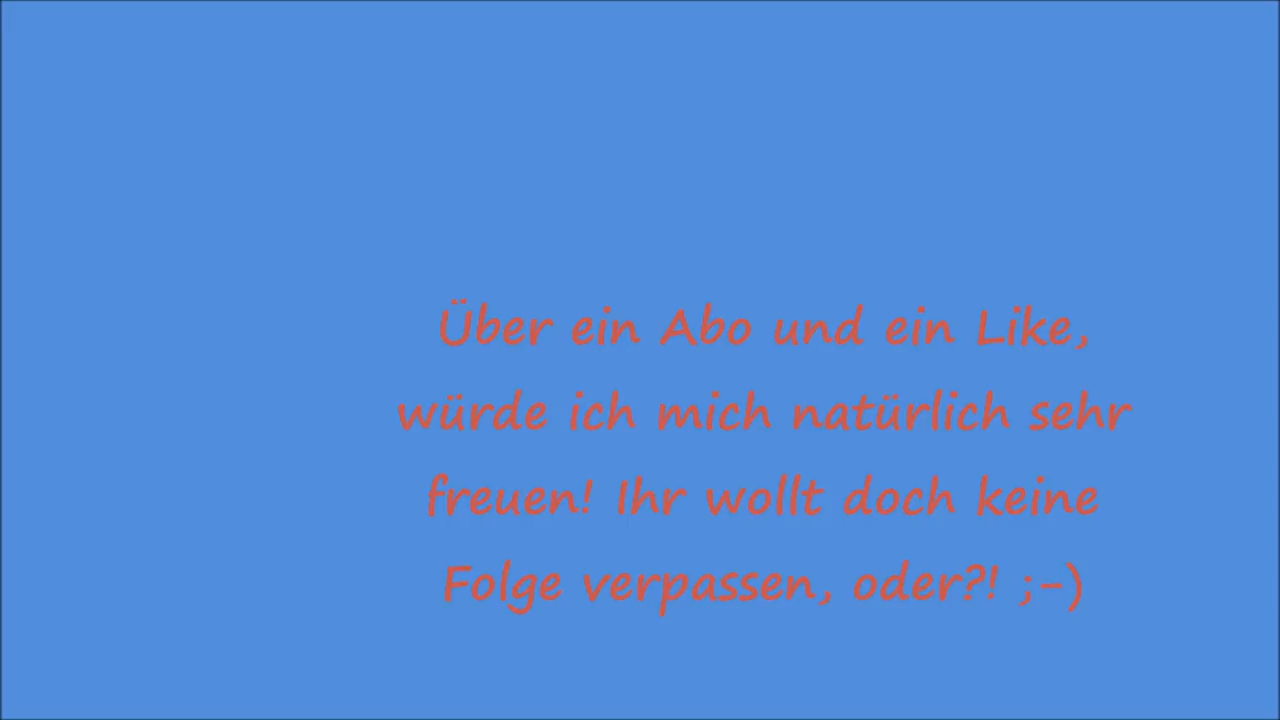 Über ein Abo und ein Like,
würde ich mich natürlich sehr
freuen! Ihr wollt doch keine
Folge verpassen, oder?! ;-)